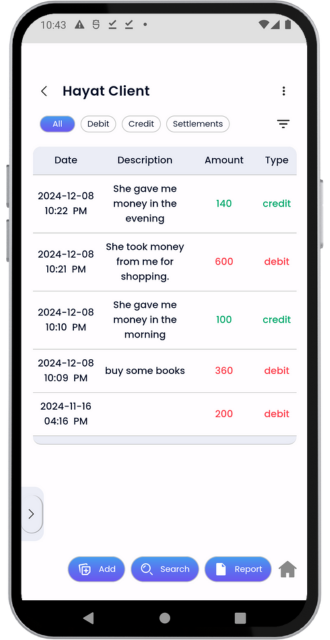 10:43
Hayat Client
All Debit Credit Settlements
Date Description Amount Type
2024-12-08
10:22 PM
She gave me
money in the
evening
140 credit
2024-12-08
10:21 PM
She took money
from me for
shopping.
600 debit
2024-12-08
10:10 PM
She gave me
money in the
morning
100 credit
2024-12-08
10:09 PM
buy some books
360 debit
2024-11-16
04:16 PM
200 debit
Add Search Report